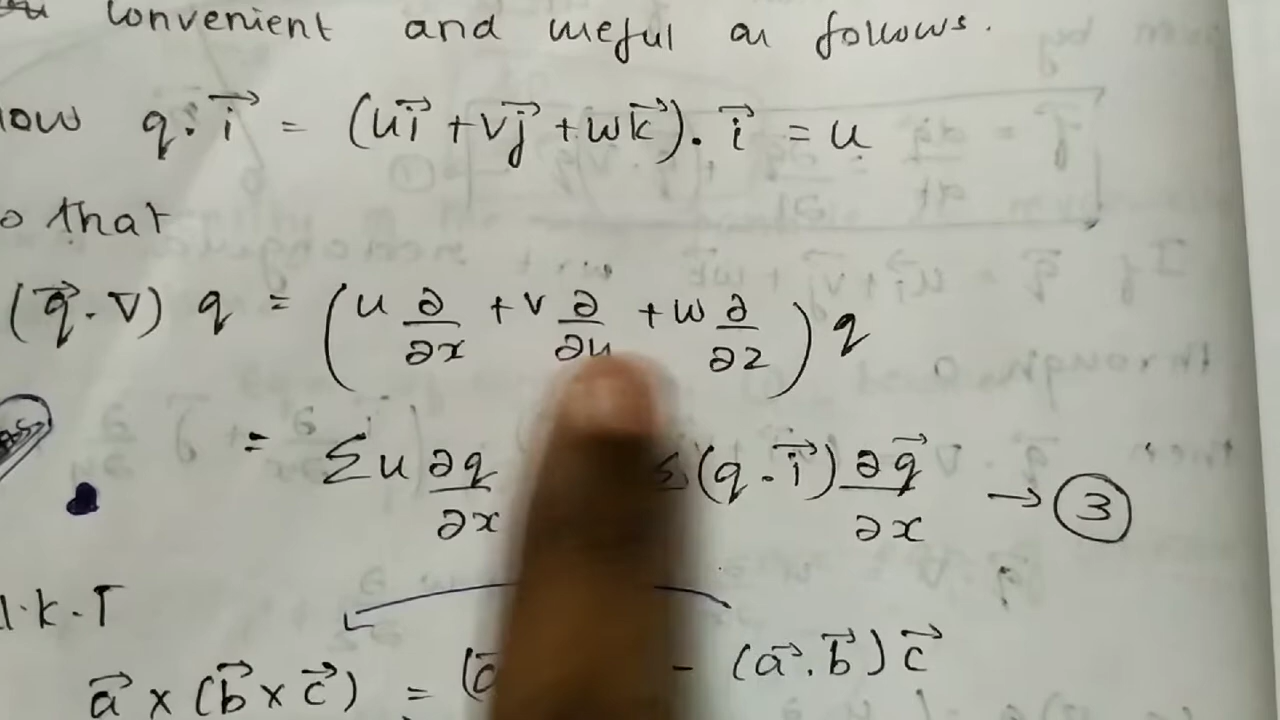 convenient and useful as follows.
now q.i⃗ = (ui⃗ + vj⃗ + wk⃗). i⃗ = u
so that
(q⃗.∇) q = (u ∂/∂x + v ∂/∂y + w ∂/∂z) q
= Σu ∂q/∂x Σ(q.i⃗) ∂q⃗/∂x → 3
W.K.T
a⃗ × (b⃗ × c⃗) = (a⃗ - (a⃗.b⃗) c⃗